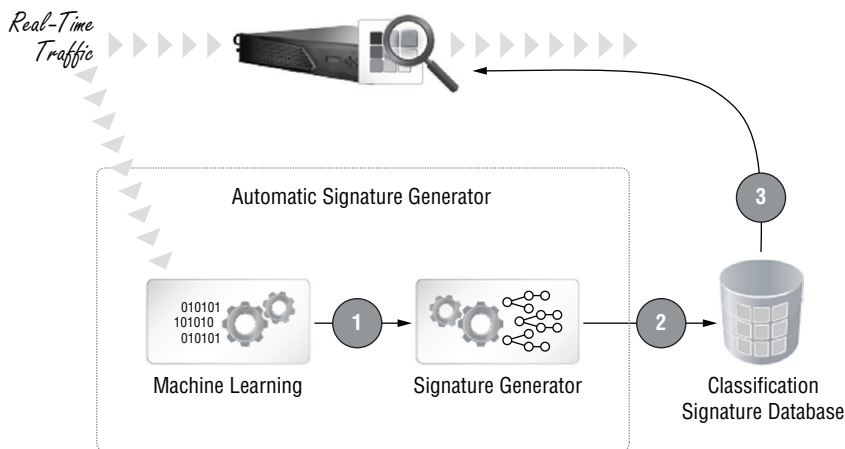 Real-Time
Traffic
Automatic Signature Generator
3
010101
101010
010101
1
2
Machine Learning
Signature Generator
Classification
Signature Database